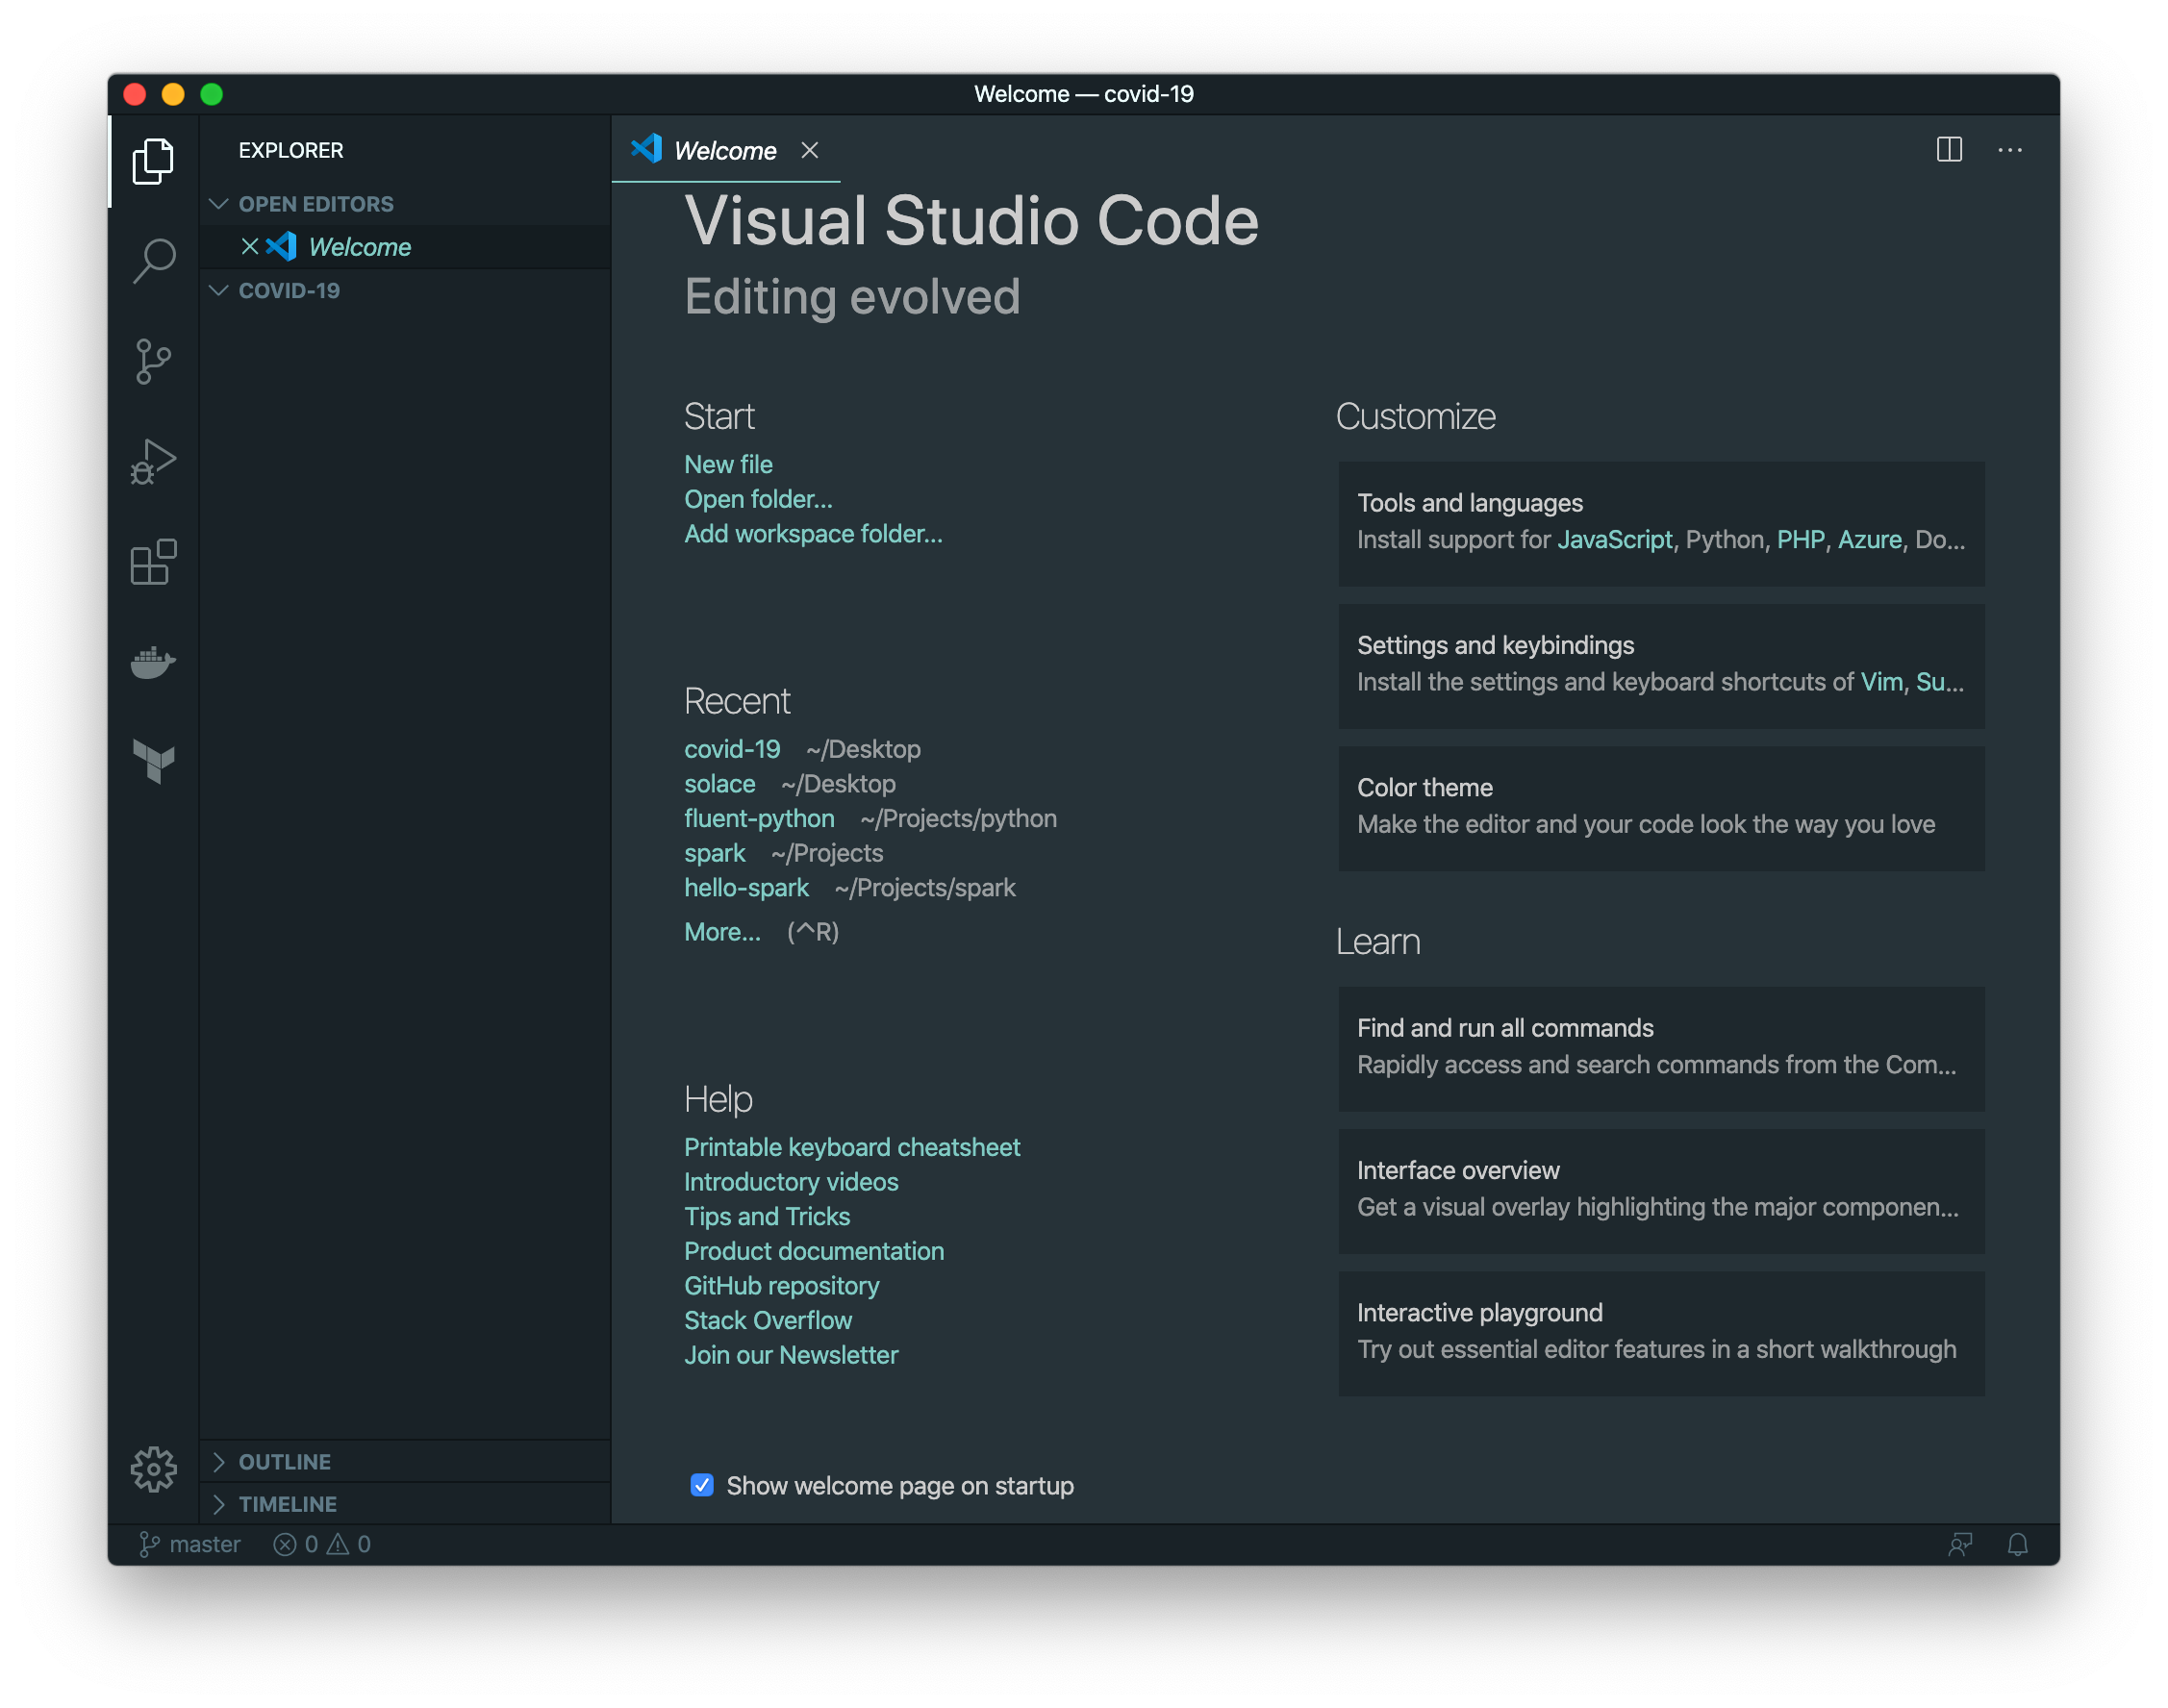 Welcome — covid-19
EXPLORER
OPEN EDITORS
Welcome
COVID-19
OUTLINE
TIMELINE
Welcome
Visual Studio Code
Editing evolved
Start
New file
Open folder...
Add workspace folder...
Recent
covid-19 ~/Desktop
solace ~/Desktop
fluent-python ~/Projects/python
spark ~/Projects
hello-spark ~/Projects/spark
More... (^R)
Help
Printable keyboard cheatsheet
Introductory videos
Tips and Tricks
Product documentation
GitHub repository
Stack Overflow
Join our Newsletter
Show welcome page on startup
Customize
Tools and languages
Install support for JavaScript, Python, PHP, Azure, Do...
Settings and keybindings
Install the settings and keyboard shortcuts of Vim, Su...
Color theme
Make the editor and your code look the way you love
Learn
Find and run all commands
Rapidly access and search commands from the Com...
Interface overview
Get a visual overlay highlighting the major componen...
Interactive playground
Try out essential editor features in a short walkthrough
master 0 0